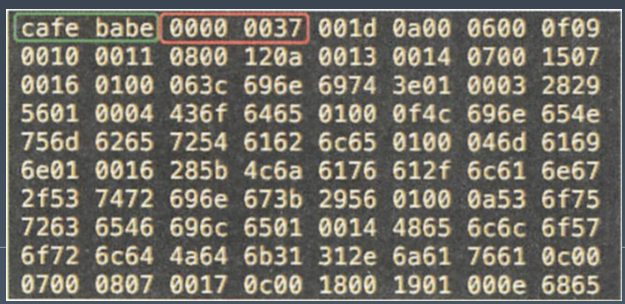 cafe babe 0000 0037 001d 0a00 0600 0f09
0010 0011 0800 120a 0013 0014 0700 1507
0016 0100 063c 696e 6974 3e01 0003 2829
5601 0004 436f 6465 0100 0f4c 696e 654e
756d 6265 7254 6162 6c65 0100 046d 6169
6e01 0016 285b 4c6a 6176 612f 6c61 6e67
2f53 7472 696e 673b 2956 0100 0a53 6f75
7263 6546 696c 6501 0014 4865 6c6c 6f57
6f72 6c64 4a64 6b31 312e 6a61 7661 0c00
0700 0807 0017 0c00 1800 1901 000e 6865